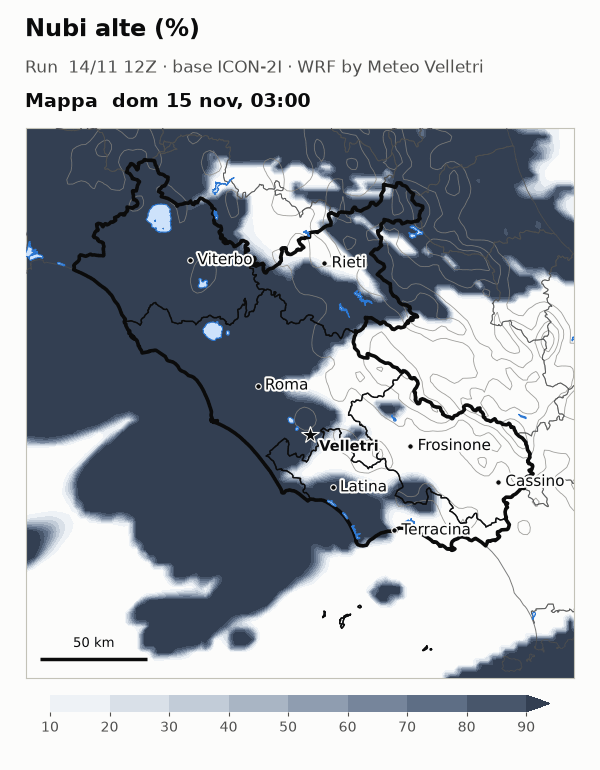 Nubi alte (%)
Run  14/11 12Z · base ICON-2I · WRF by Meteo Velletri
Mappa  dom 15 nov, 03:00
Viterbo
Rieti
Roma
Velletri
Frosinone
Cassino
Latina
Terracina
50 km
10 20 30 40 50 60 70 80 90